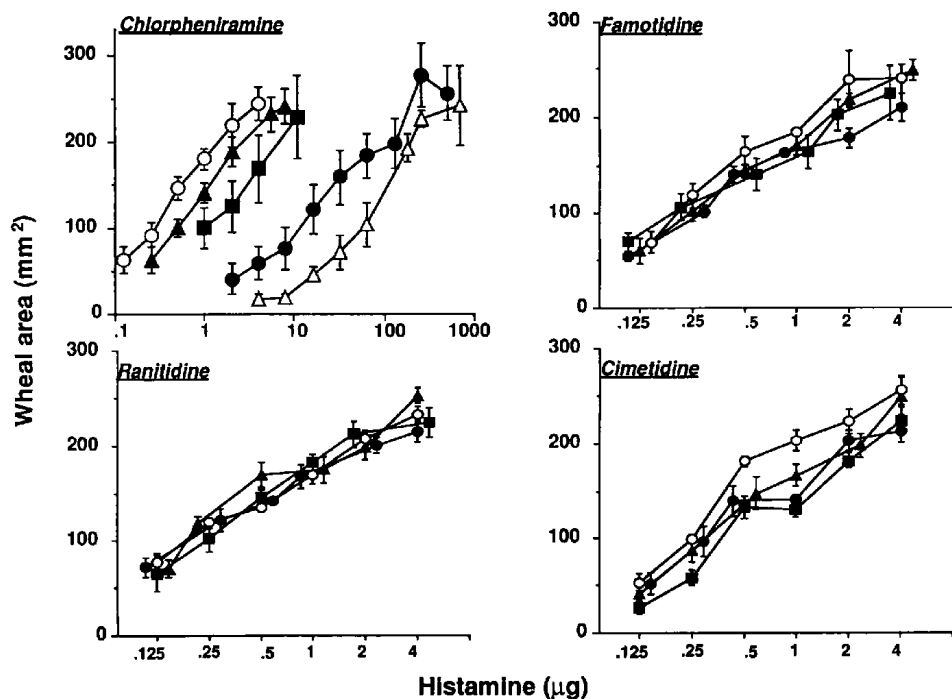 Chlorpheniramine
300
200
100
0
.1 1 10 100 1000
Famotidine
300
200
100
0
.125 .25 .5 1 2 4
Wheal area (mm²)
Ranitidine
300
200
100
0
.125 .25 .5 1 2 4
Cimetidine
300
200
100
0
.125 .25 .5 1 2 4
Histamine (µg)